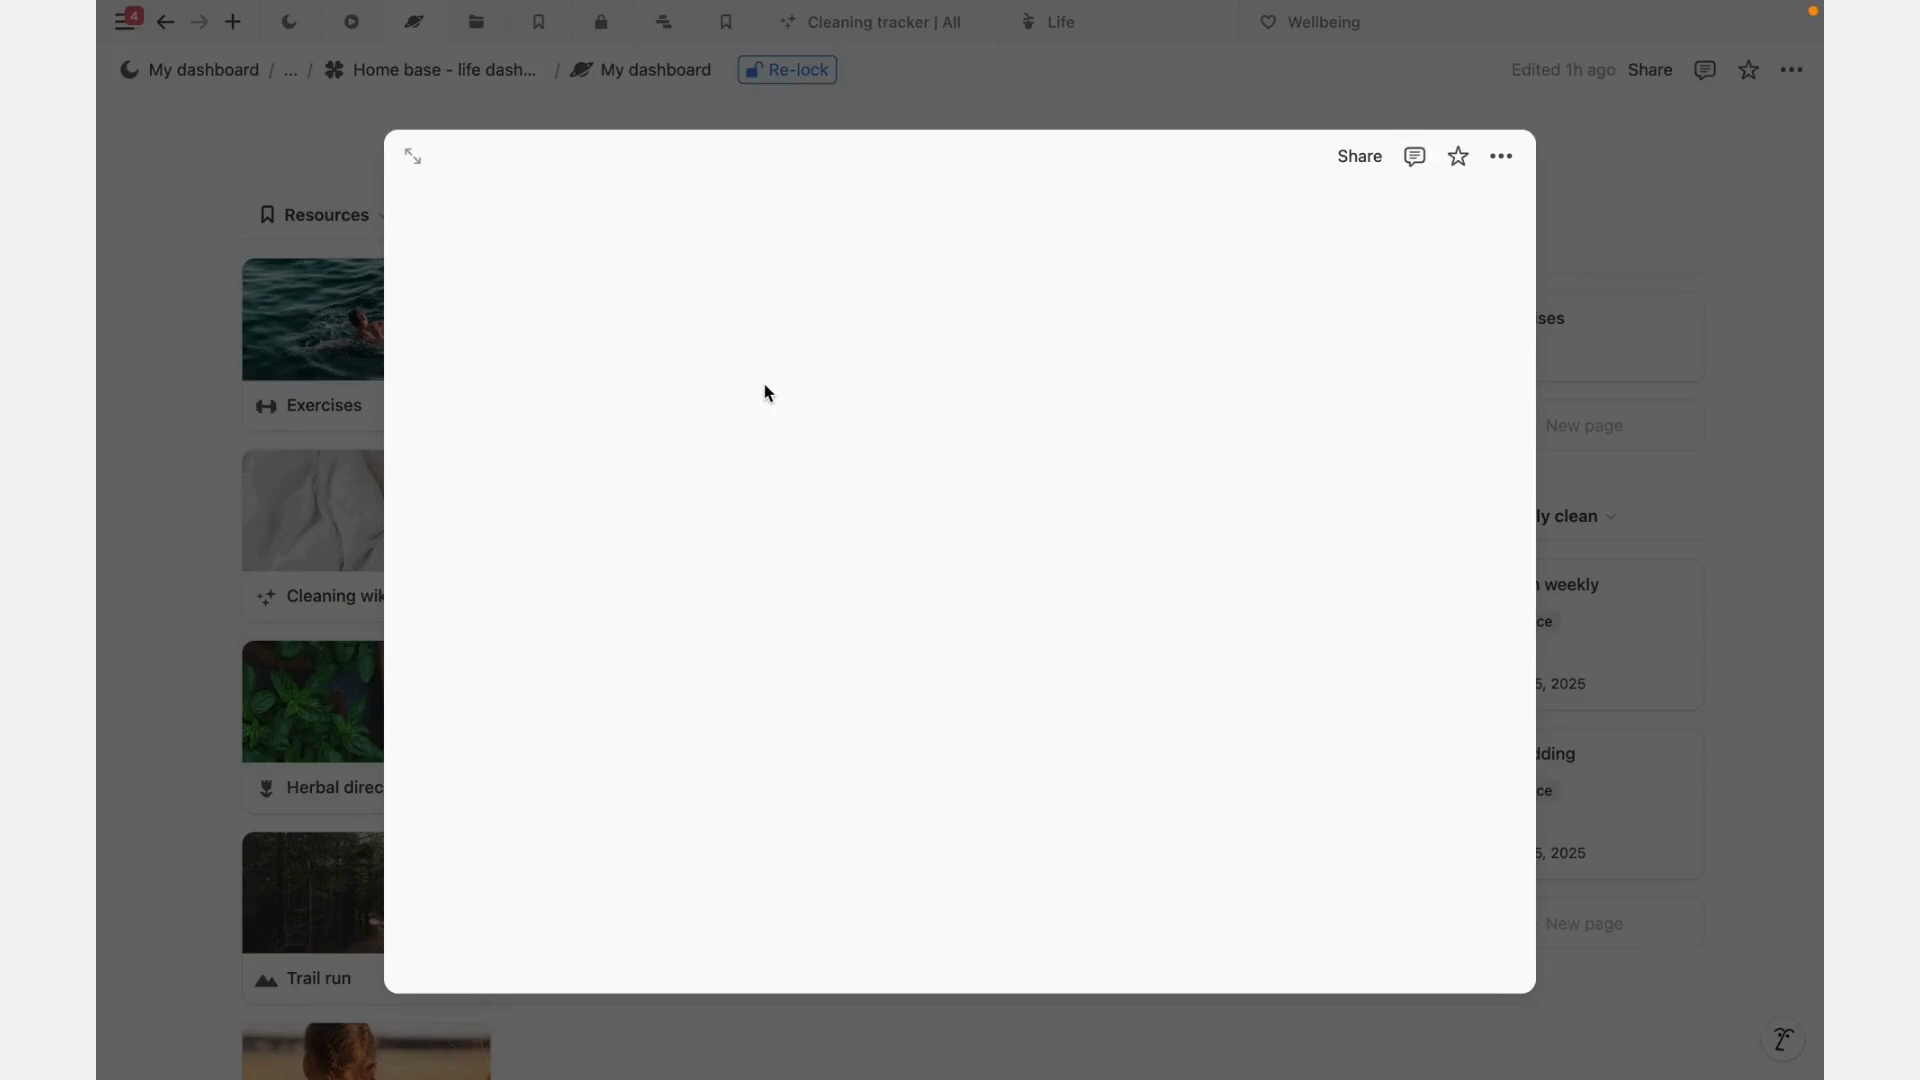 4
Cleaning tracker | All
Life
Wellbeing
My dashboard / ... / Home base - life dash... / My dashboard
Re-lock
Edited 1h ago
Share
Share
Resources
Exercises
Cleaning wik
Herbal direc
Trail run
ses
New page
ly clean
weekly
ce
5, 2025
dding
ce
5, 2025
New page